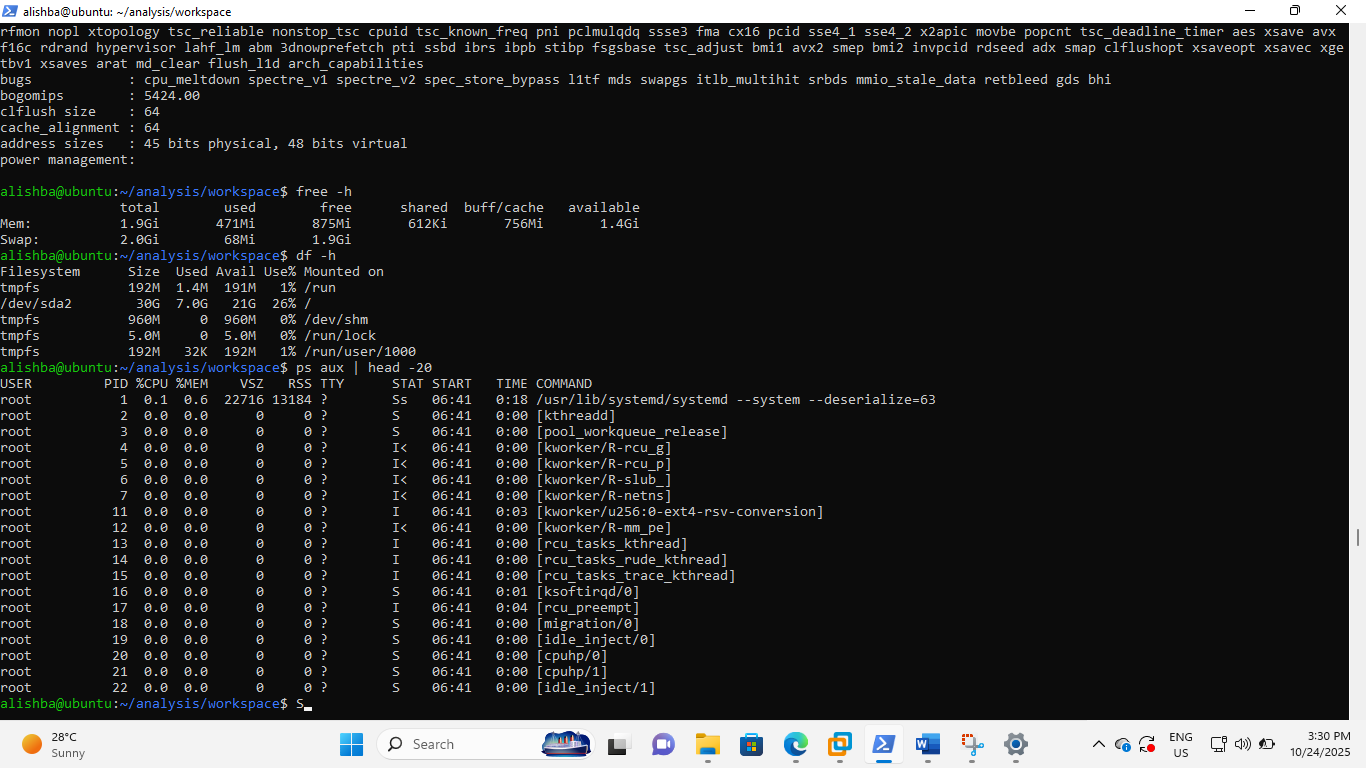 alishba@ubuntu: ~/analysis/workspace
rfmon nopl xtopology tsc_reliable nonstop_tsc cpuid tsc_known_freq pni pclmulqdq ssse3 fma cx16 pcid sse4_1 sse4_2 x2apic movbe popcnt tsc_deadline_timer aes xsave avx
f16c rdrand hypervisor lahf_lm abm 3dnowprefetch pti ssbd ibrs ibpb stibp fsgsbase tsc_adjust bmi1 avx2 smep bmi2 invpcid rdseed adx smap clflushopt xsaveopt xsavec xge
tbv1 xsaves arat md_clear flush_l1d arch_capabilities
bugs            : cpu_meltdown spectre_v1 spectre_v2 spec_store_bypass l1tf mds swapgs itlb_multihit srbds mmio_stale_data retbleed gds bhi
bogomips        : 5424.00
clflush size    : 64
cache_alignment : 64
address sizes   : 45 bits physical, 48 bits virtual
power management:
alishba@ubuntu:~/analysis/workspace$ free -h
               total        used        free      shared  buff/cache   available
Mem:           1.9Gi       471Mi       875Mi       612Ki       756Mi       1.4Gi
Swap:          2.0Gi        68Mi       1.9Gi
alishba@ubuntu:~/analysis/workspace$ df -h
Filesystem      Size  Used Avail Use% Mounted on
tmpfs           192M  1.4M  191M   1% /run
/dev/sda2        30G  7.0G   21G  26% /
tmpfs           960M     0  960M   0% /dev/shm
tmpfs           5.0M     0  5.0M   0% /run/lock
tmpfs           192M   32K  192M   1% /run/user/1000
alishba@ubuntu:~/analysis/workspace$ ps aux | head -20
USER         PID %CPU %MEM    VSZ   RSS TTY      STAT START   TIME COMMAND
root           1  0.1  0.6  22716 13184 ?        Ss   06:41   0:18 /usr/lib/systemd/systemd --system --deserialize=63
root           2  0.0  0.0      0     0 ?        S    06:41   0:00 [kthreadd]
root           3  0.0  0.0      0     0 ?        S    06:41   0:00 [pool_workqueue_release]
root           4  0.0  0.0      0     0 ?        I<   06:41   0:00 [kworker/R-rcu_g]
root           5  0.0  0.0      0     0 ?        I<   06:41   0:00 [kworker/R-rcu_p]
root           6  0.0  0.0      0     0 ?        I<   06:41   0:00 [kworker/R-slub_]
root           7  0.0  0.0      0     0 ?        I<   06:41   0:00 [kworker/R-netns]
root          11  0.0  0.0      0     0 ?        I    06:41   0:03 [kworker/u256:0-ext4-rsv-conversion]
root          12  0.0  0.0      0     0 ?        I<   06:41   0:00 [kworker/R-mm_pe]
root          13  0.0  0.0      0     0 ?        I    06:41   0:00 [rcu_tasks_kthread]
root          14  0.0  0.0      0     0 ?        I    06:41   0:00 [rcu_tasks_rude_kthread]
root          15  0.0  0.0      0     0 ?        I    06:41   0:00 [rcu_tasks_trace_kthread]
root          16  0.0  0.0      0     0 ?        S    06:41   0:01 [ksoftirqd/0]
root          17  0.0  0.0      0     0 ?        I    06:41   0:04 [rcu_preempt]
root          18  0.0  0.0      0     0 ?        S    06:41   0:00 [migration/0]
root          19  0.0  0.0      0     0 ?        S    06:41   0:00 [idle_inject/0]
root          20  0.0  0.0      0     0 ?        S    06:41   0:00 [cpuhp/0]
root          21  0.0  0.0      0     0 ?        S    06:41   0:00 [cpuhp/1]
root          22  0.0  0.0      0     0 ?        S    06:41   0:00 [idle_inject/1]
alishba@ubuntu:~/analysis/workspace$ S
28°C
Sunny
Search
ENG
US
3:30 PM
10/24/2025